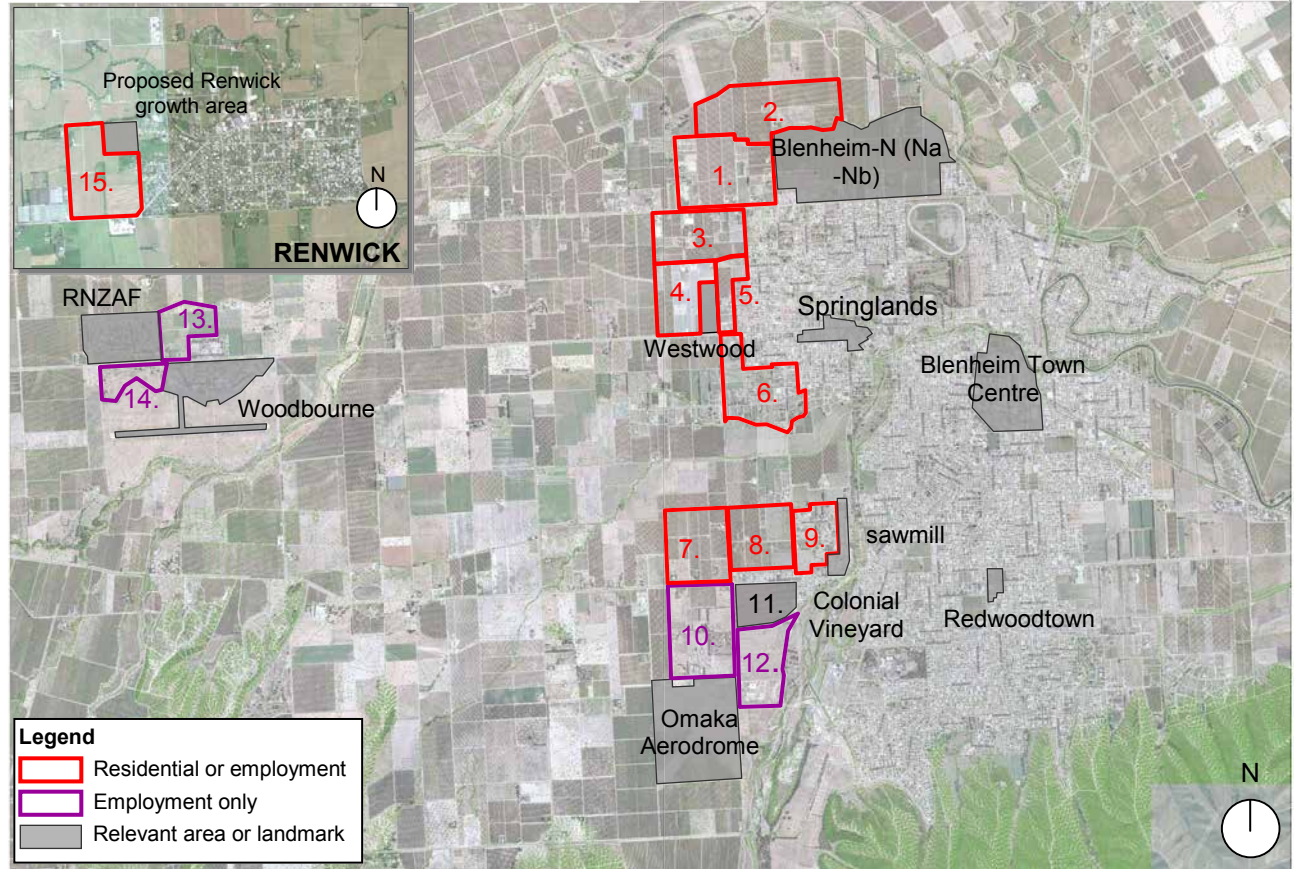 Proposed Renwick
growth area
15.
N
RENWICK
2.
Blenheim-N (Na
-Nb)
1.
3.
4.
5.
Westwood
Springlands
6.
Blenheim Town
Centre
RNZAF
13.
14.
Woodbourne
7.
8.
9.
sawmill
11.
Colonial
Vineyard
10.
12.
Redwoodtown
Omaka
Aerodrome
Legend
Residential or employment
Employment only
Relevant area or landmark
N